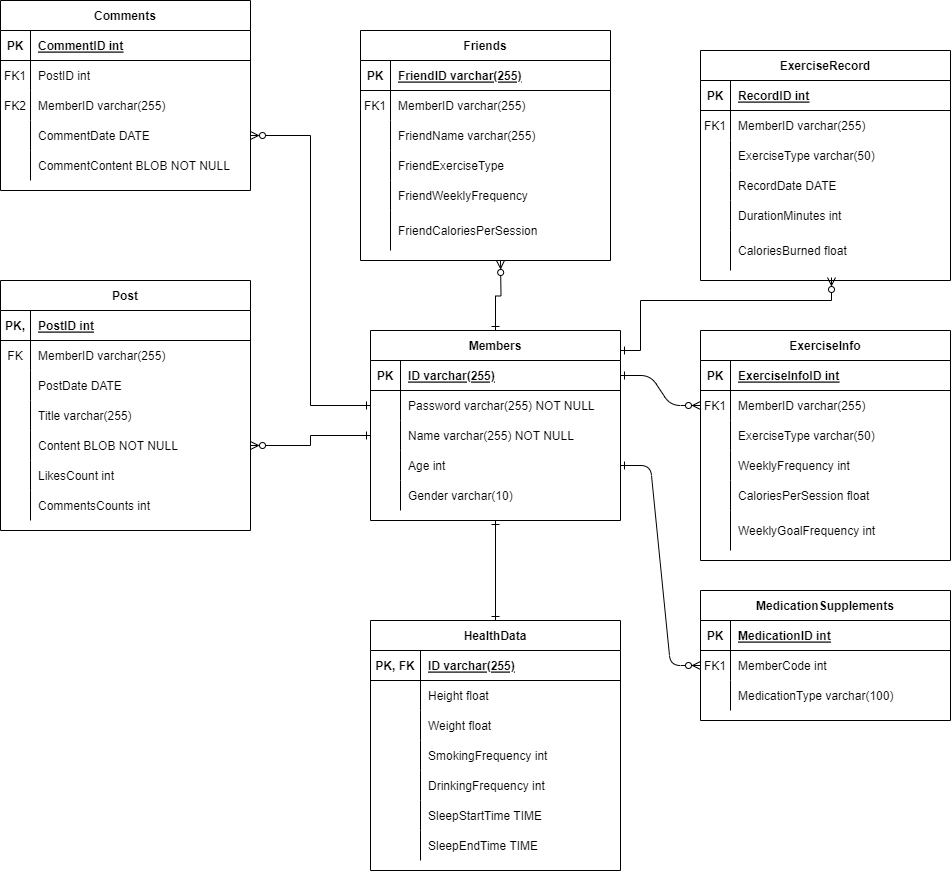 Comments
PK CommentID int
FK1 PostID int
FK2 MemberID varchar(255)
CommentDate DATE
CommentContent BLOB NOT NULL
Friends
PK FriendID varchar(255)
FK1 MemberID varchar(255)
FriendName varchar(255)
FriendExerciseType
FriendWeeklyFrequency
FriendCaloriesPerSession
ExerciseRecord
PK RecordID int
FK1 MemberID varchar(255)
ExerciseType varchar(50)
RecordDate DATE
DurationMinutes int
CaloriesBurned float
Post
PK, PostID int
FK MemberID varchar(255)
PostDate DATE
Title varchar(255)
Content BLOB NOT NULL
LikesCount int
CommentsCounts int
Members
PK ID varchar(255)
Password varchar(255) NOT NULL
Name varchar(255) NOT NULL
Age int
Gender varchar(10)
ExerciseInfo
PK ExerciseInfoID int
FK1 MemberID varchar(255)
ExerciseType varchar(50)
WeeklyFrequency int
CaloriesPerSession float
WeeklyGoalFrequency int
HealthData
PK, FK ID varchar(255)
Height float
Weight float
SmokingFrequency int
DrinkingFrequency int
SleepStartTime TIME
SleepEndTime TIME
MedicationSupplements
PK MedicationID int
FK1 MemberCode int
MedicationType varchar(100)